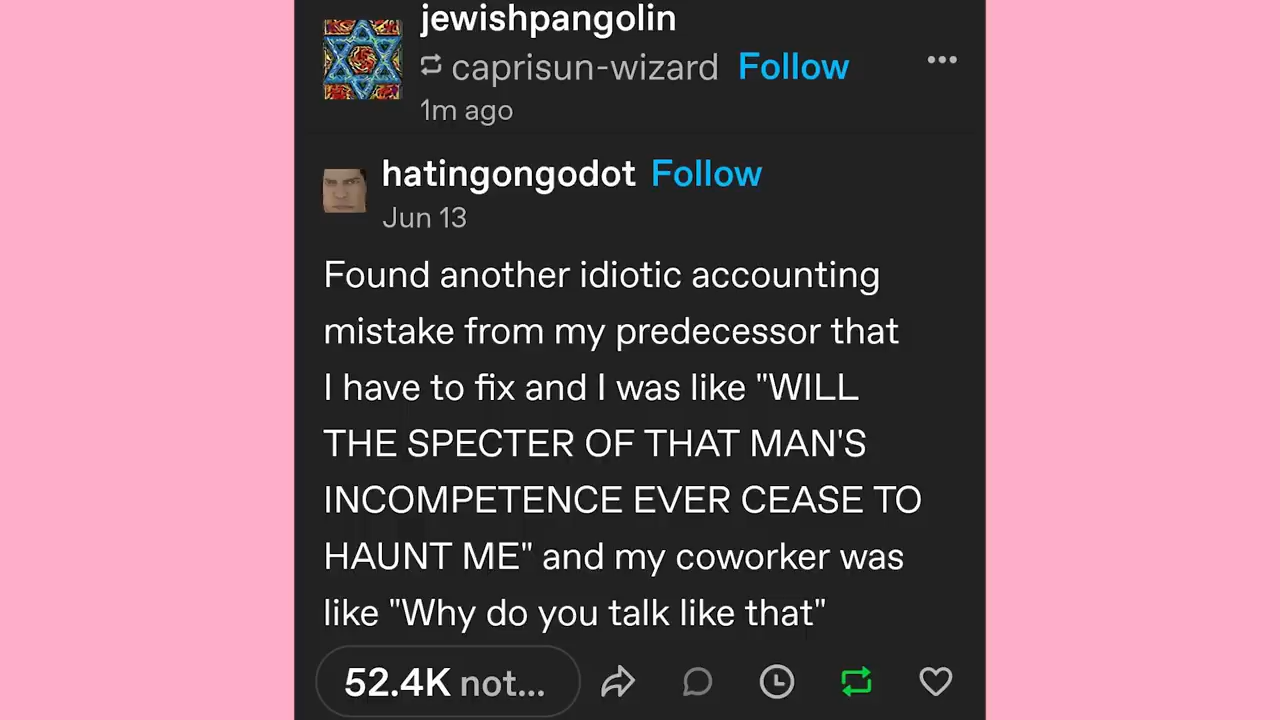 jewishpangolin
caprisun-wizard Follow
1m ago
hatingongodot Follow
Jun 13
Found another idiotic accounting
mistake from my predecessor that
I have to fix and I was like "WILL
THE SPECTER OF THAT MAN'S
INCOMPETENCE EVER CEASE TO
HAUNT ME" and my coworker was
like "Why do you talk like that"
52.4K not...